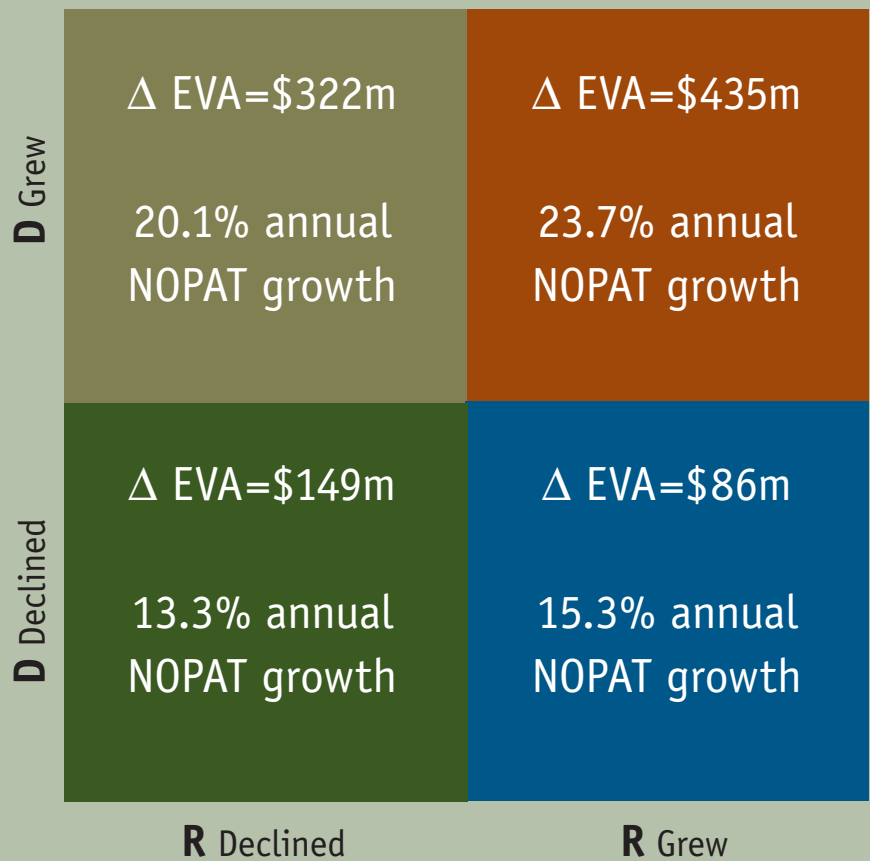 D Grew
Δ EVA=$322m
20.1% annual
NOPAT growth
Δ EVA=$435m
23.7% annual
NOPAT growth
D Declined
Δ EVA=$149m
13.3% annual
NOPAT growth
Δ EVA=$86m
15.3% annual
NOPAT growth
R Declined
R Grew